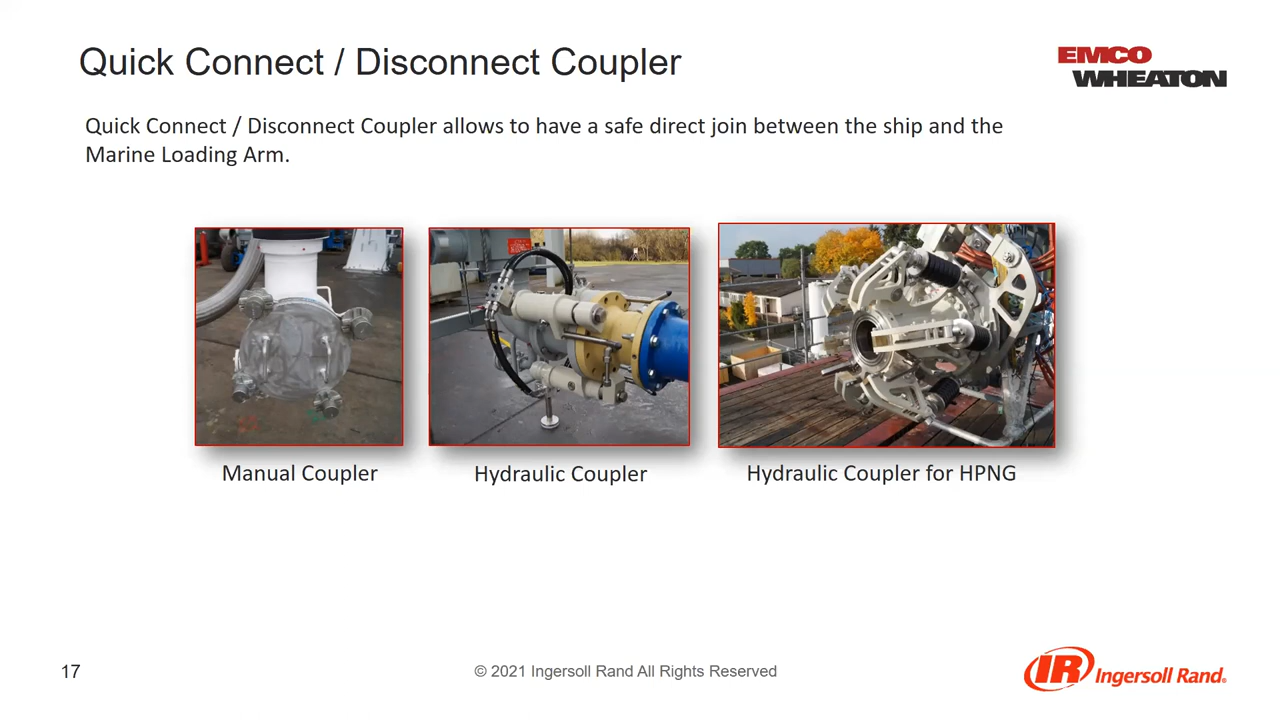 Quick Connect / Disconnect Coupler
EMCO
WHEATON
Quick Connect / Disconnect Coupler allows to have a safe direct join between the ship and the
Marine Loading Arm.
Manual Coupler
Hydraulic Coupler
Hydraulic Coupler for HPNG
17
© 2021 Ingersoll Rand All Rights Reserved
IR Ingersoll Rand®